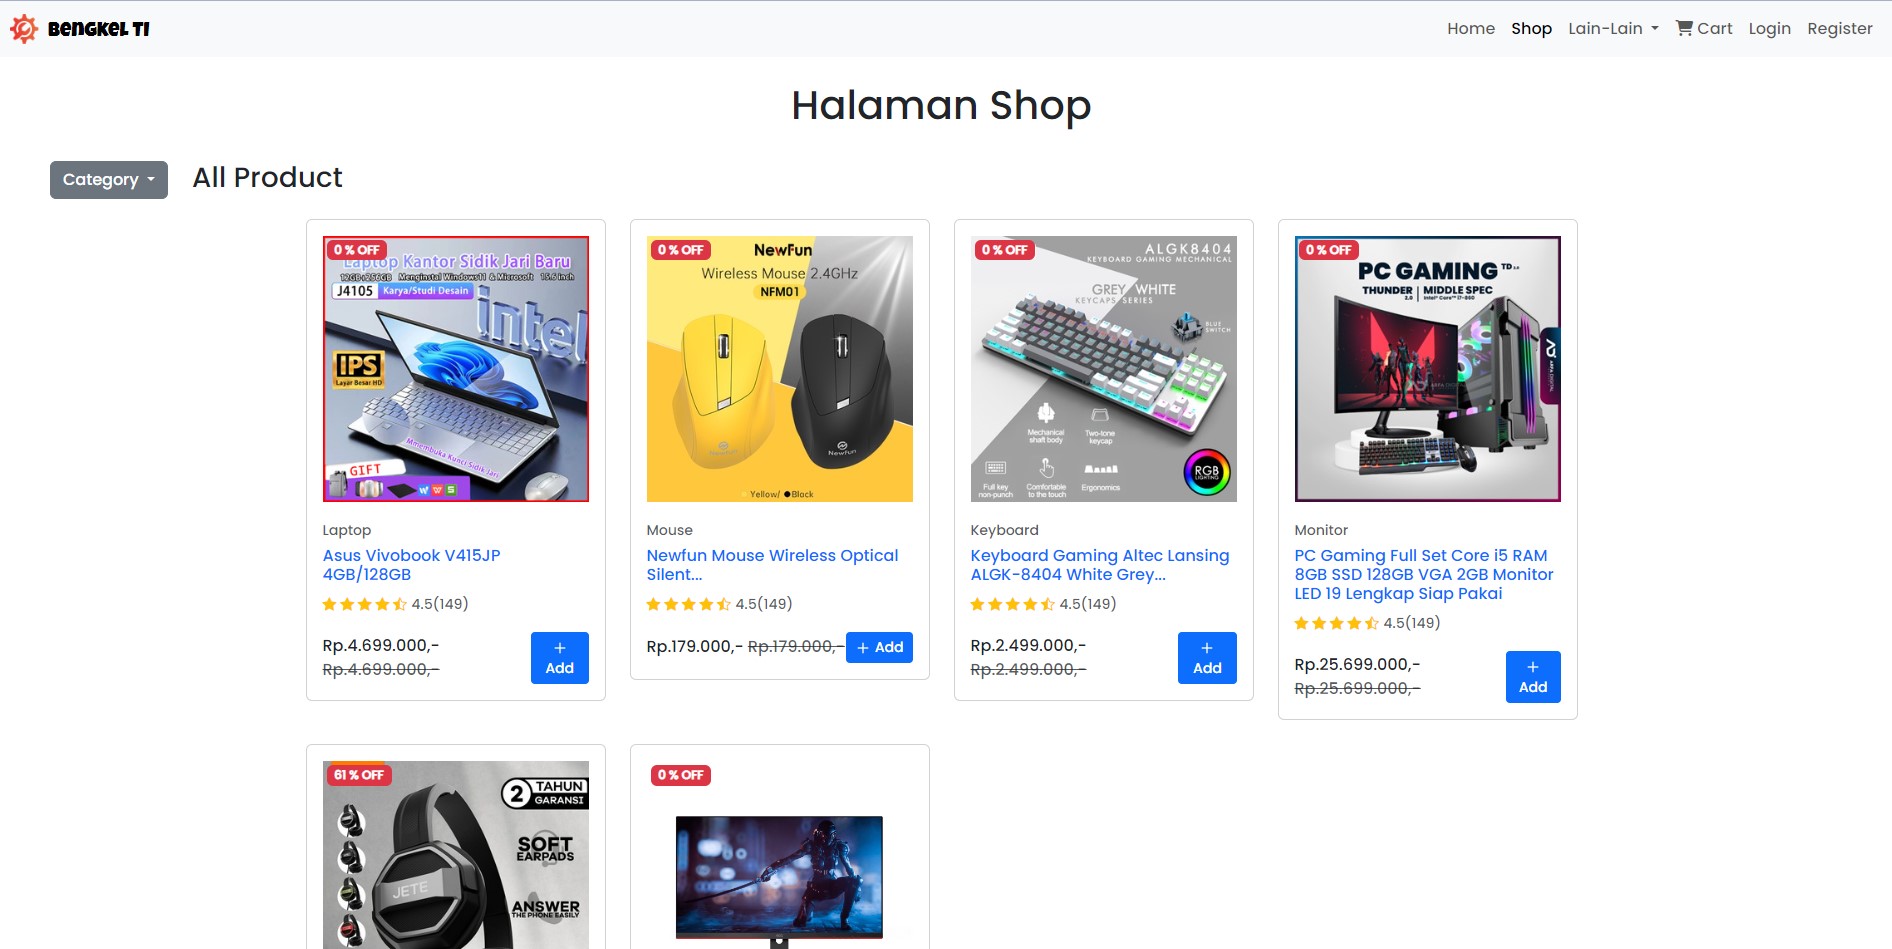 BENGKEL TI
Home Shop Lain-Lain Cart Login Register
Halaman Shop
Category
All Product
0 % OFF
Laptop Kantor Sidik Jari Baru
12GB+256GB Menginstal Windows11 & Microsoft 15.6 inch
J4105 Karya/Studi Desain
intel
IPS
Layar Besar HD
Mmembuka Kunci Sidik Jari
GIFT
W W S
Laptop
Asus Vivobook V415JP
4GB/128GB
4.5(149)
Rp.4.699.000,-
Rp.4.699.000,-
+
Add
0 % OFF
NewFun
Wireless Mouse 2.4GHz
NFM01
NewFun
NewFun
Yellow/ Black
Mouse
Newfun Mouse Wireless Optical
Silent...
4.5(149)
Rp.179.000,- Rp.179.000,-
+ Add
0 % OFF
ALGK8404
KEYBOARD GAMING MECHANICAL
GREY WHITE
KEYCAPS SERIES
BLUE
SWITCH
Mechanical
shaft body
Two-tone
keycap
Full key
non-punch
Comfortable
to the touch
Ergonomics
RGB
LIGHTING
Keyboard
Keyboard Gaming Altec Lansing
ALGK-8404 White Grey...
4.5(149)
Rp.2.499.000,-
Rp.2.499.000,-
+
Add
0 % OFF
PC GAMING
THUNDER MIDDLE SPEC
2.0
Monitor
PC Gaming Full Set Core i5 RAM
8GB SSD 128GB VGA 2GB Monitor
LED 19 Lengkap Siap Pakai
4.5(149)
Rp.25.699.000,-
Rp.25.699.000,-
+
Add
61 % OFF
2 TAHUN
GARANSI
SOFT
EARPADS
JETE
ANSWER
THE PHONE EASILY
0 % OFF